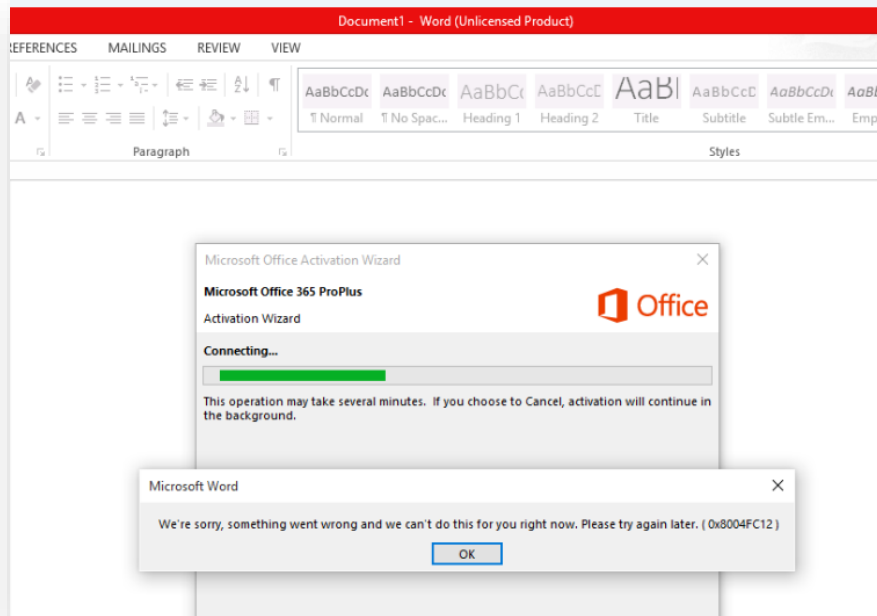 Document1 - Word (Unlicensed Product)
REFERENCES MAILINGS REVIEW VIEW
AaBbCcDc AaBbCcDc AaBbCc AaBbCcC AaBl AaBbCcD AaBbCcDc AaBb
¶ Normal ¶ No Spac... Heading 1 Heading 2 Title Subtitle Subtle Em... Emp
Paragraph Styles
Microsoft Office Activation Wizard
Microsoft Office 365 ProPlus
Office
Activation Wizard
Connecting...
This operation may take several minutes. If you choose to Cancel, activation will continue in
the background.
Microsoft Word
We're sorry, something went wrong and we can't do this for you right now. Please try again later. ( 0x8004FC12 )
OK